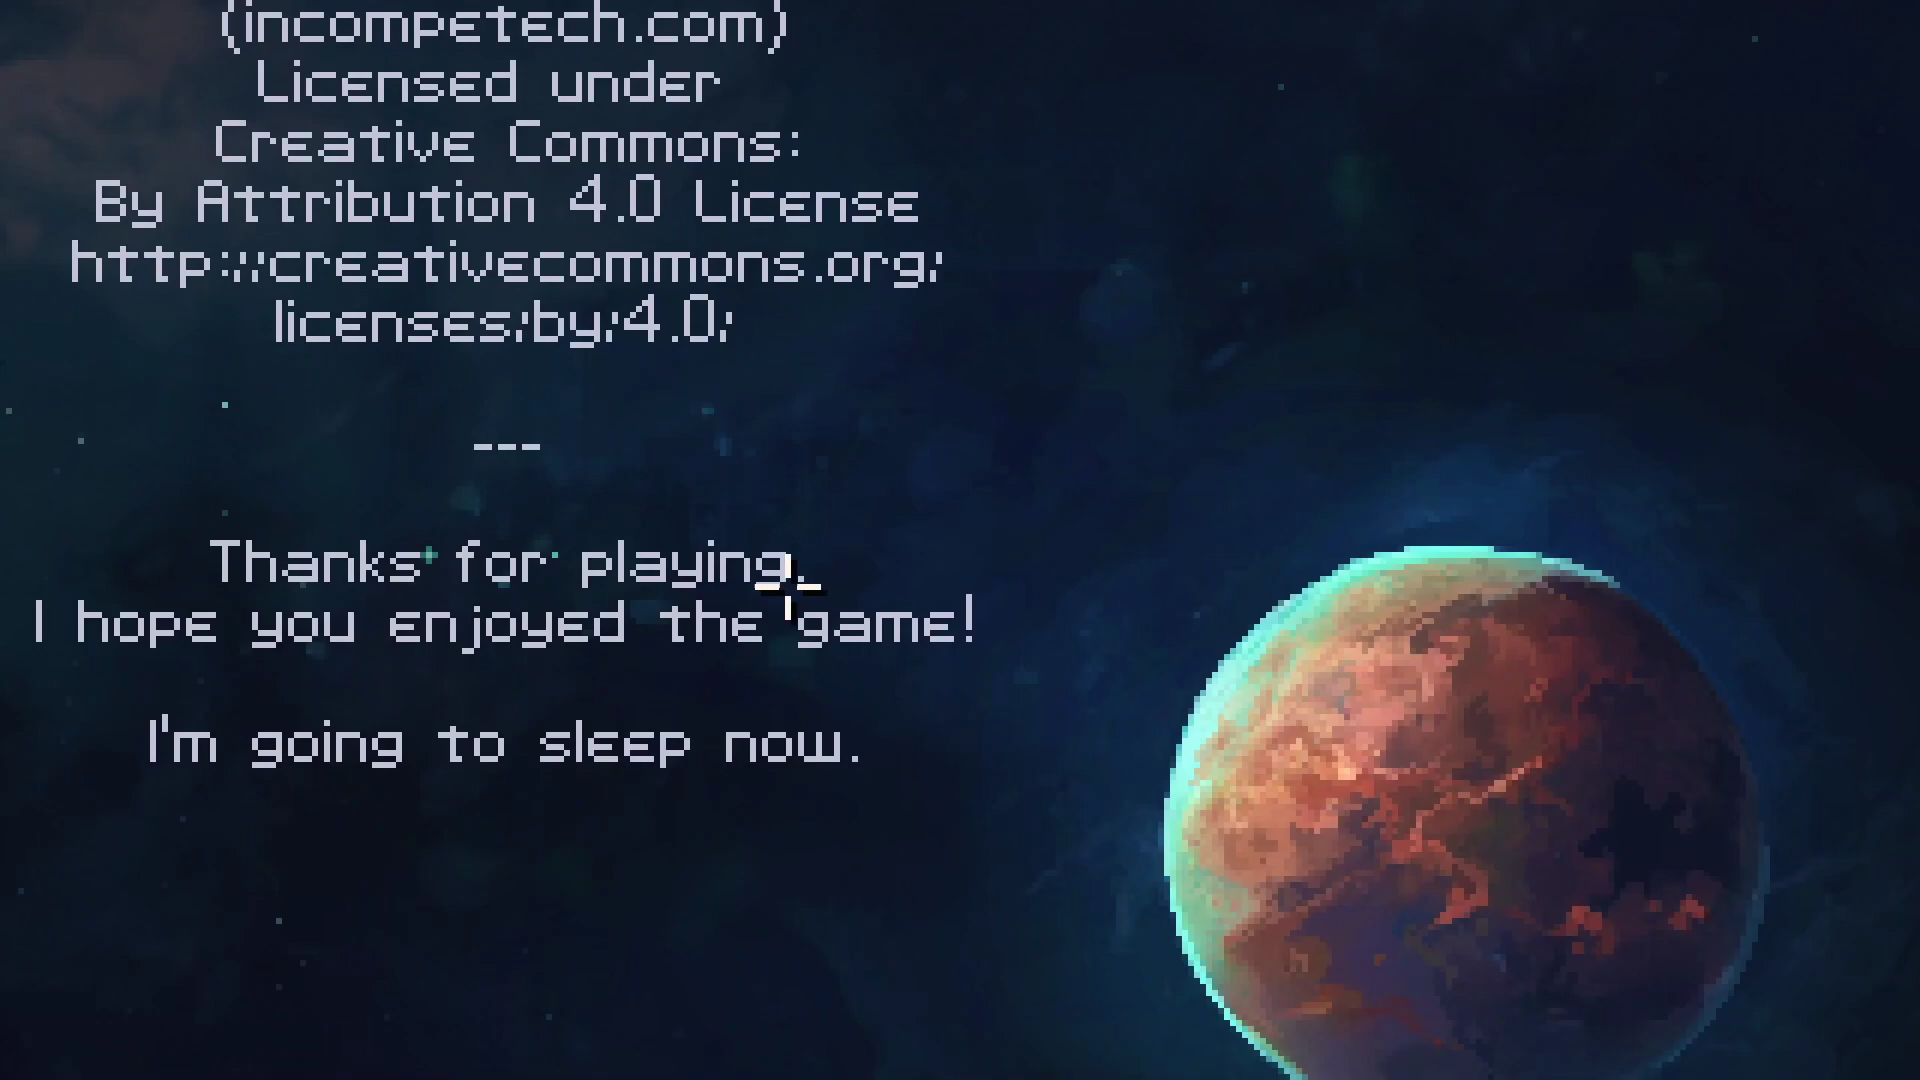 (incompetech.com)
Licensed under
Creative Commons:
By Attribution 4.0 License
http://creativecommons.org/
licenses/by/4.0/
---
Thanks for playing.
I hope you enjoyed the game!
I'm going to sleep now.